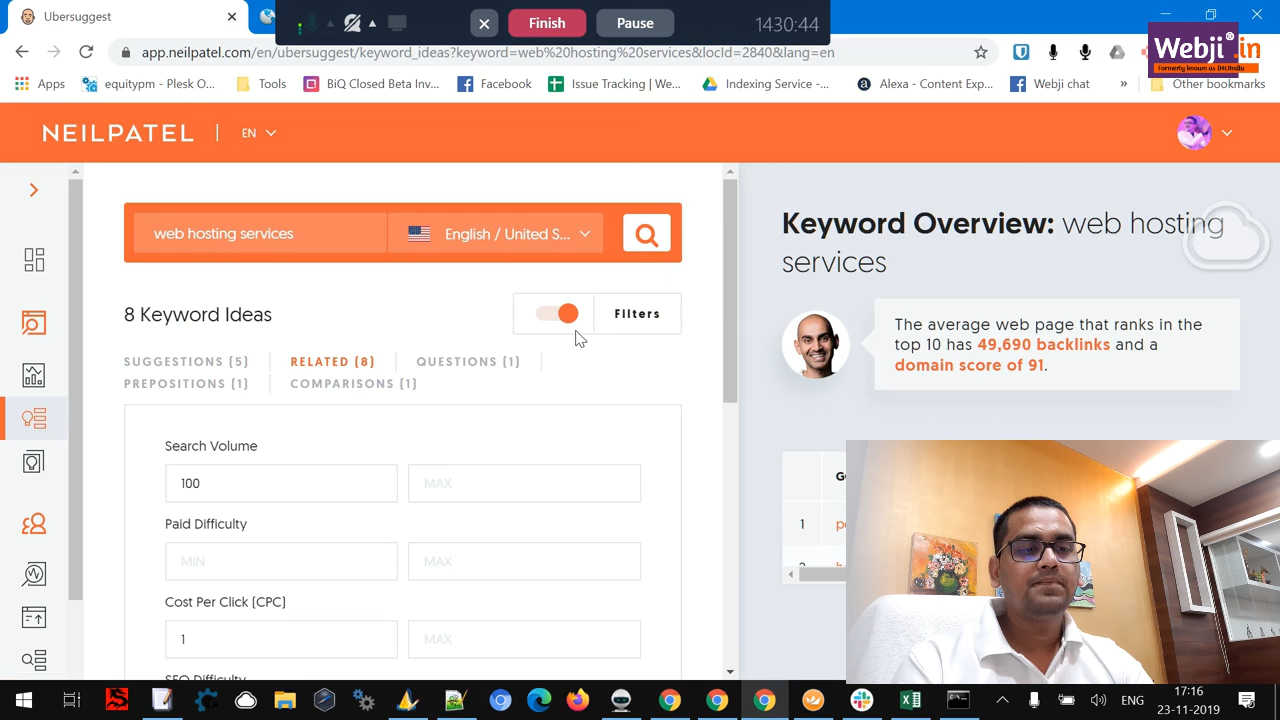 Ubersuggest
Finish
Pause
1430:44
app.neilpatel.com/en/ubersuggest/keyword_ideas?keyword=web%20hosting%20services&locId=2840&lang=en
Webji®.in
Formerly known as B4UIndia
Apps
equitypm - Plesk O...
Tools
BiQ Closed Beta Inv...
Facebook
Issue Tracking | We...
Indexing Service -...
Alexa - Content Exp...
Webji chat
»
Other bookmarks
NEILPATEL
EN
web hosting services
English / United S...
Keyword Overview: web hosting
services
8 Keyword Ideas
Filters
The average web page that ranks in the
top 10 has 49,690 backlinks and a
domain score of 91.
SUGGESTIONS (5)
RELATED (8)
QUESTIONS (1)
PREPOSITIONS (1)
COMPARISONS (1)
Search Volume
100
MAX
Paid Difficulty
MIN
MAX
Cost Per Click (CPC)
1
MAX
1
ENG
17:16
23-11-2019